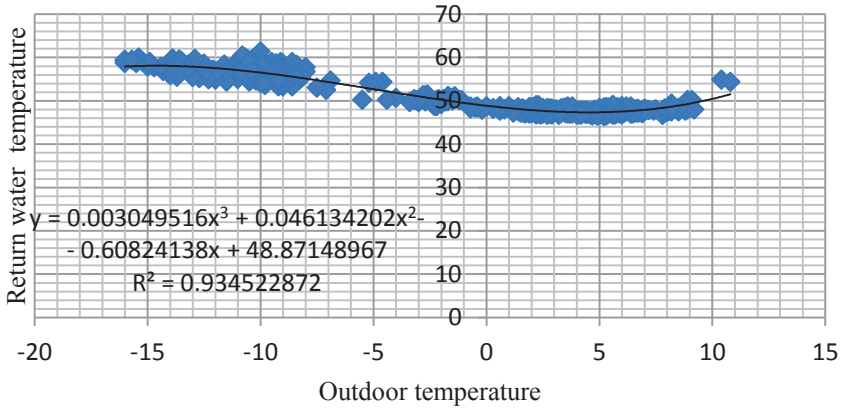 70
60
50
40
30
20
10
0
Return water temperature
y = 0.003049516x³ + 0.046134202x² -
- 0.60824138x + 48.87148967
R² = 0.934522872
-20 -15 -10 -5 0 5 10 15
Outdoor temperature